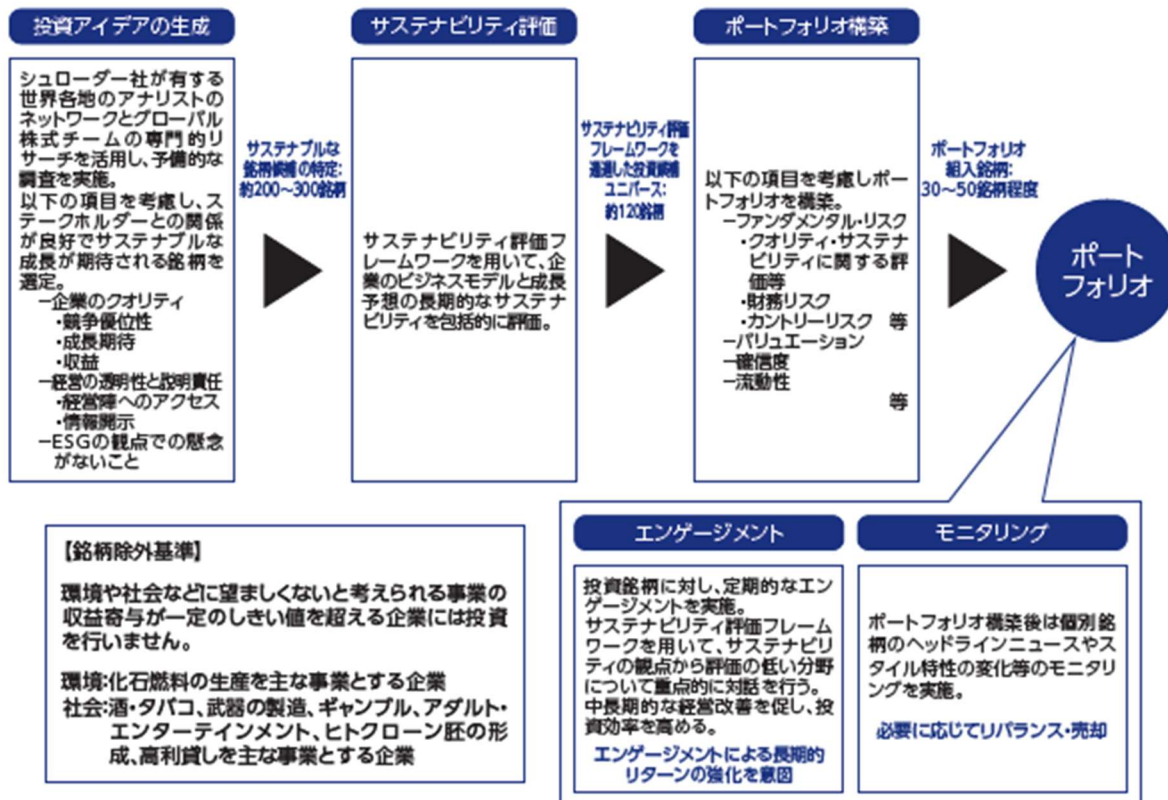 投資アイデアの生成
シュローダー社が有する
世界各地のアナリストの
ネットワークとグローバル
株式チームの専門的リ
サーチを活用し、予備的な
調査を実施。
以下の項目を考慮し、ス
テークホルダーとの関係
が良好でサステナブルな
成長が期待される銘柄を
選定。
−企業のクオリティ
・競争優位性
・成長期待
・収益
−経営の透明性と説明責任
・経営陣へのアクセス
・情報開示
−ESGの観点での懸念
がないこと
サステナブルな
銘柄候補の特定:
約200〜300銘柄
サステナビリティ評価
サステナビリティ評価フ
レームワークを用いて、企
業のビジネスモデルと成長
予想の長期的なサステナ
ビリティを包括的に評価。
サステナビリティ評価
フレームワークを
通過した投資候補
ユニバース:
約120銘柄
ポートフォリオ構築
以下の項目を考慮しポー
トフォリオを構築。
−ファンダメンタル・リスク
・クオリティ・サステナ
ビリティに関する評
価等
・財務リスク
・カントリーリスク 等
−バリュエーション
−確信度
−流動性
等
ポートフォリオ
組入銘柄:
30〜50銘柄程度
ポート
フォリオ
【銘柄除外基準】
環境や社会などに望ましくないと考えられる事業の
収益寄与が一定のしきい値を超える企業には投資
を行いません。
環境:化石燃料の生産を主な事業とする企業
社会:酒・タバコ、武器の製造、ギャンブル、アダルト・
エンターテインメント、ヒトクローン胚の形
成、高利貸しを主な事業とする企業
エンゲージメント
投資銘柄に対し、定期的なエン
ゲージメントを実施。
サステナビリティ評価フレーム
ワークを用いて、サステナビリ
ティの観点から評価の低い分野
について重点的に対話を行う。
中長期的な経営改善を促し、投
資効率を高める。
エンゲージメントによる長期的
リターンの強化を意図
モニタリング
ポートフォリオ構築後は個別銘
柄のヘッドラインニュースやス
タイル特性の変化等のモニタリ
ングを実施。
必要に応じてリバランス・売却